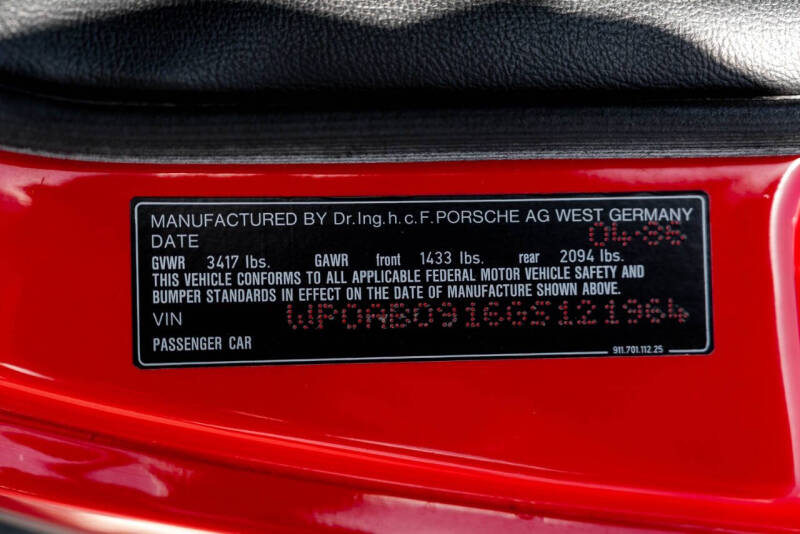 MANUFACTURED BY Dr.Ing.h.c.F.PORSCHE AG WEST GERMANY
DATE 04-86
GVWR 3417 lbs. GAWR front 1433 lbs. rear 2094 lbs.
THIS VEHICLE CONFORMS TO ALL APPLICABLE FEDERAL MOTOR VEHICLE SAFETY AND
BUMPER STANDARDS IN EFFECT ON THE DATE OF MANUFACTURE SHOWN ABOVE.
VIN WP0AB0916GS121964
PASSENGER CAR 911.701.112.25